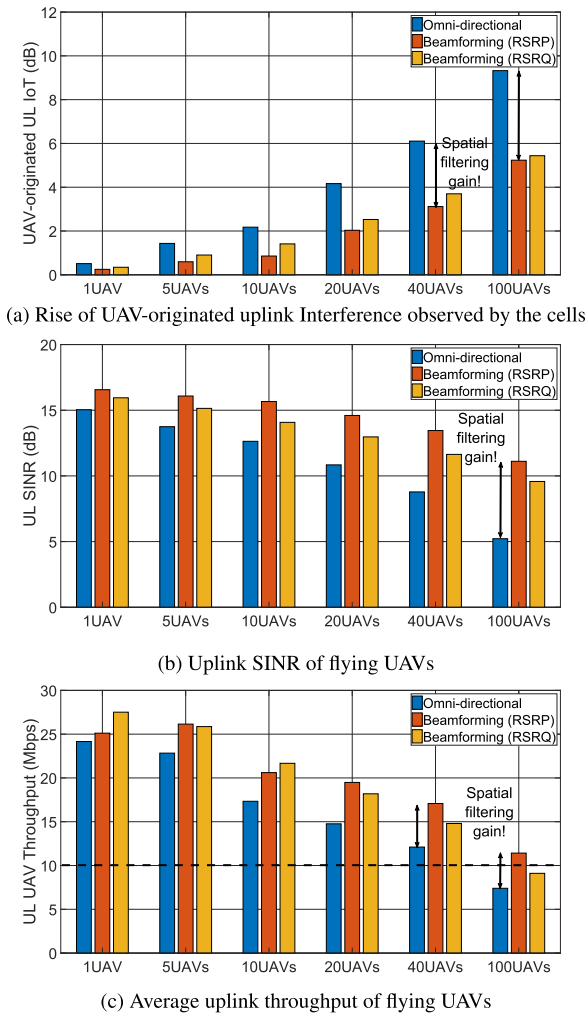 12
10
8
6
4
2
0
UAV-originated UL IoT (dB)
Omni-directional
Beamforming (RSRP)
Beamforming (RSRQ)
Spatial
filtering
gain!
1UAV 5UAVs 10UAVs 20UAVs 40UAVs 100UAVs
(a) Rise of UAV-originated uplink Interference observed by the cells
20
15
10
5
0
UL SINR (dB)
Omni-directional
Beamforming (RSRP)
Beamforming (RSRQ)
Spatial
filtering
gain!
1UAV 5UAVs 10UAVs 20UAVs 40UAVs 100UAVs
(b) Uplink SINR of flying UAVs
30
25
20
15
10
5
0
UL UAV Throughput (Mbps)
Omni-directional
Beamforming (RSRP)
Beamforming (RSRQ)
Spatial
filtering
gain!
1UAV 5UAVs 10UAVs 20UAVs 40UAVs 100UAVs
(c) Average uplink throughput of flying UAVs